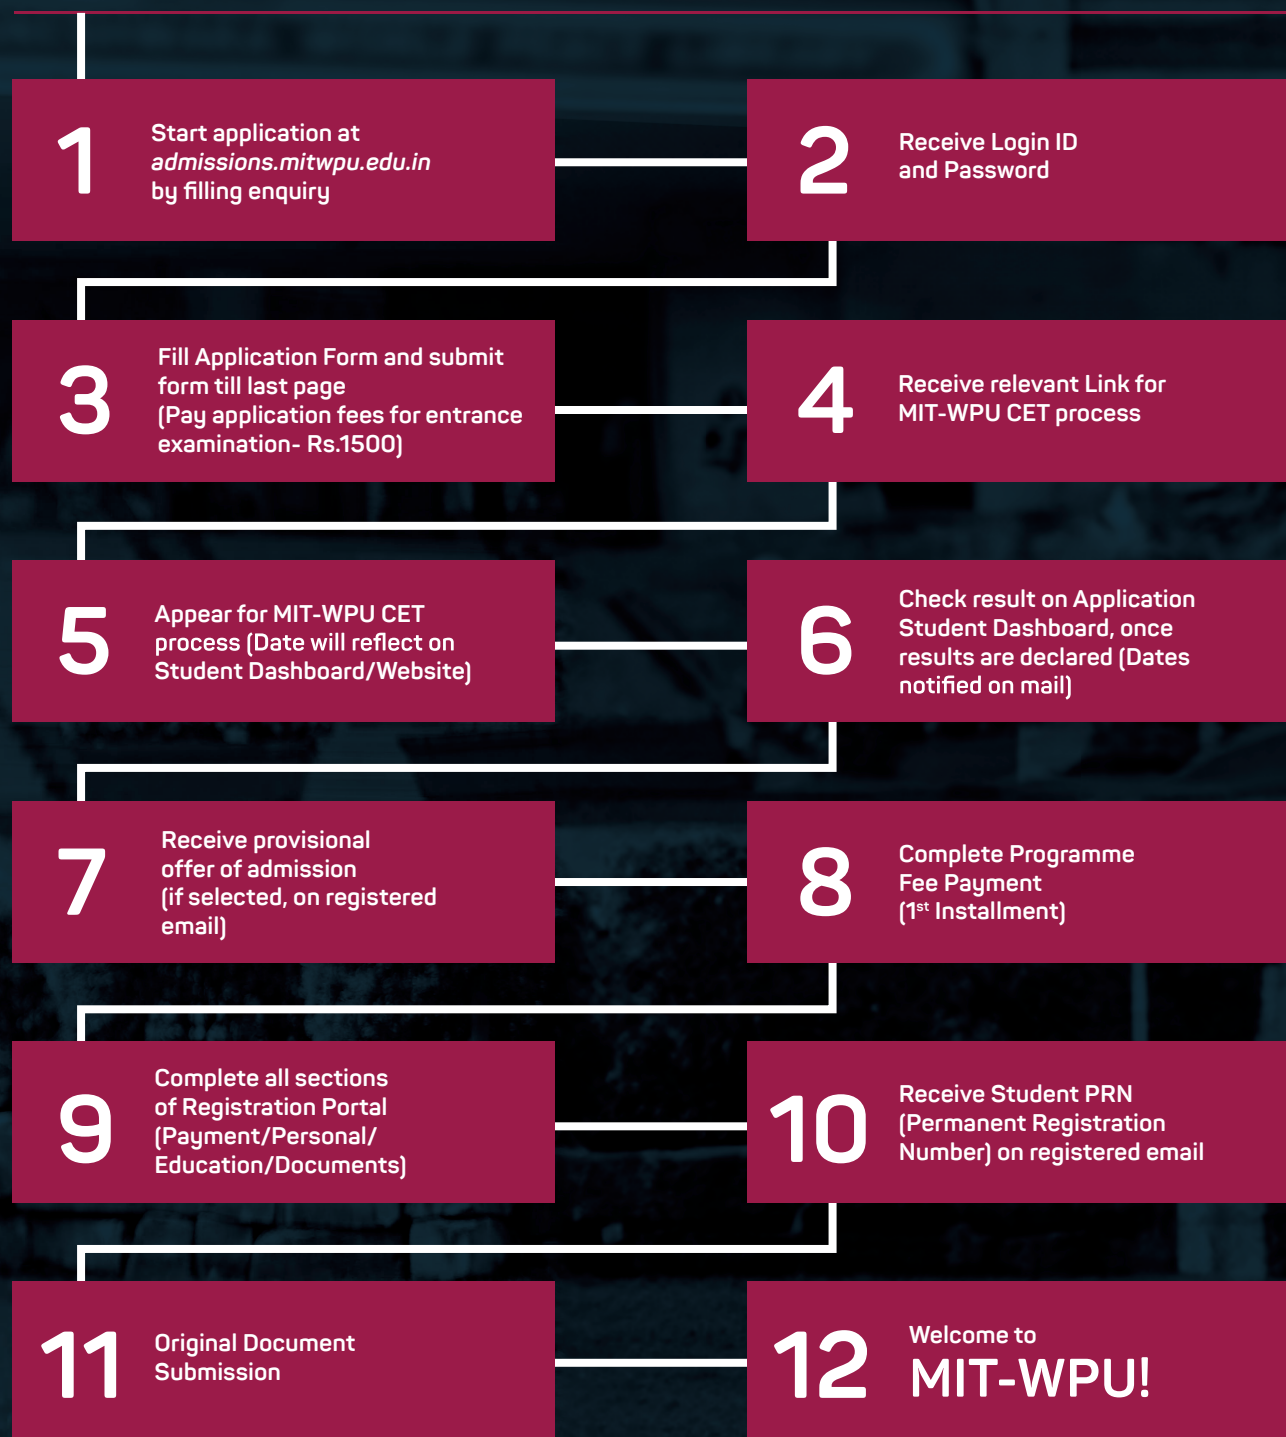 1
Start application at
admissions.mitwpu.edu.in
by filling enquiry
2
Receive Login ID
and Password
3
Fill Application Form and submit
form till last page
(Pay application fees for entrance
examination- Rs.1500)
4
Receive relevant Link for
MIT-WPU CET process
5
Appear for MIT-WPU CET
process (Date will reflect on
Student Dashboard/Website)
6
Check result on Application
Student Dashboard, once
results are declared (Dates
notified on mail)
7
Receive provisional
offer of admission
(if selected, on registered
email)
8
Complete Programme
Fee Payment
(1st Installment)
9
Complete all sections
of Registration Portal
(Payment/Personal/
Education/Documents)
10
Receive Student PRN
(Permanent Registration
Number) on registered email
11
Original Document
Submission
12
Welcome to
MIT-WPU!